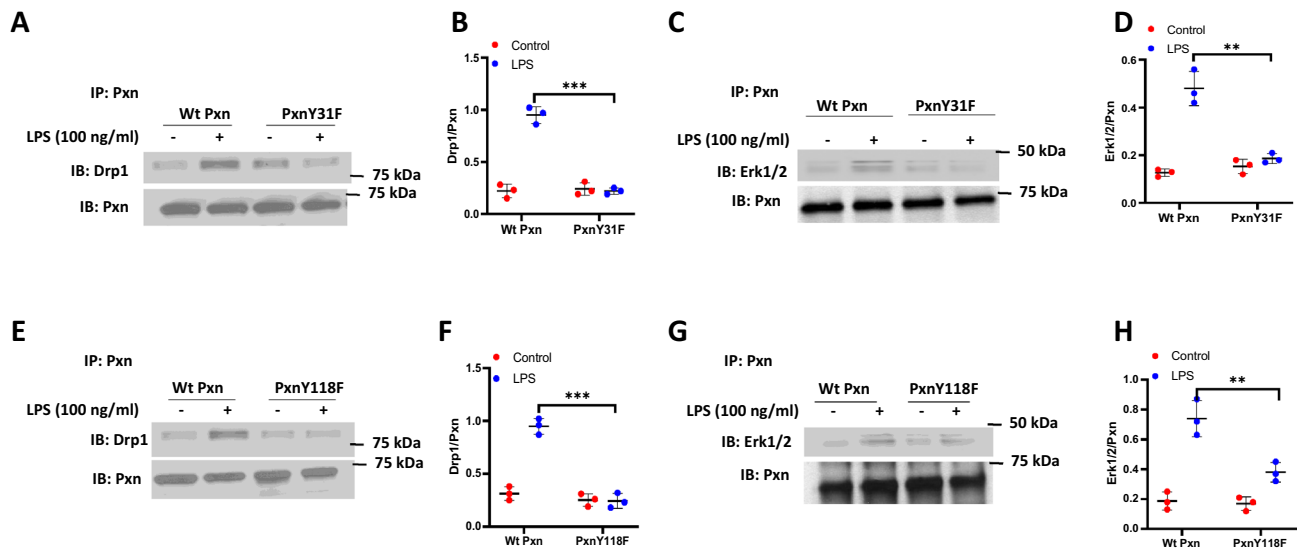 A
IP: Pxn
Wt Pxn PxnY31F
LPS (100 ng/ml) - + - +
IB: Drp1
75 kDa
75 kDa
IB: Pxn
B
Control
LPS
1.5
***
1.0
Drp1/Pxn
0.5
0.0
Wt Pxn PxnY31F
C
IP: Pxn
Wt Pxn PxnY31F
LPS (100 ng/ml) - + - +
50 kDa
IB: Erk1/2
75 kDa
IB: Pxn
D
Control
LPS
0.6
**
0.4
Erk1/2/Pxn
0.2
0.0
Wt Pxn PxnY31F
E
IP: Pxn
Wt Pxn PxnY118F
LPS (100 ng/ml) - + - +
IB: Drp1
75 kDa
75 kDa
IB: Pxn
F
Control
LPS
1.5
***
1.0
Drp1/Pxn
0.5
0.0
Wt Pxn PxnY118F
G
IP: Pxn
Wt Pxn PxnY118F
LPS (100 ng/ml) - + - +
50 kDa
IB: Erk1/2
75 kDa
IB: Pxn
H
Control
LPS
1.0
**
0.8
0.6
Erk1/2/Pxn
0.4
0.2
0.0
Wt Pxn PxnY118F